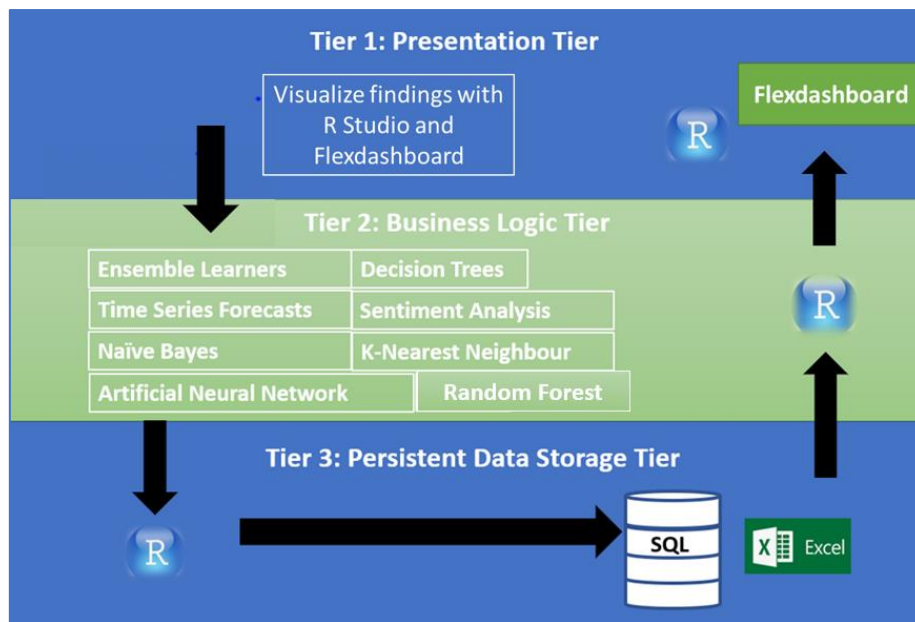 Tier 1: Presentation Tier
Visualize findings with
R Studio and
Flexdashboard
R
Flexdashboard
Tier 2: Business Logic Tier
Ensemble Learners
Decision Trees
Time Series Forecasts
Sentiment Analysis
Naïve Bayes
K-Nearest Neighbour
Artificial Neural Network
Random Forest
R
Tier 3: Persistent Data Storage Tier
R
SQL
X Excel